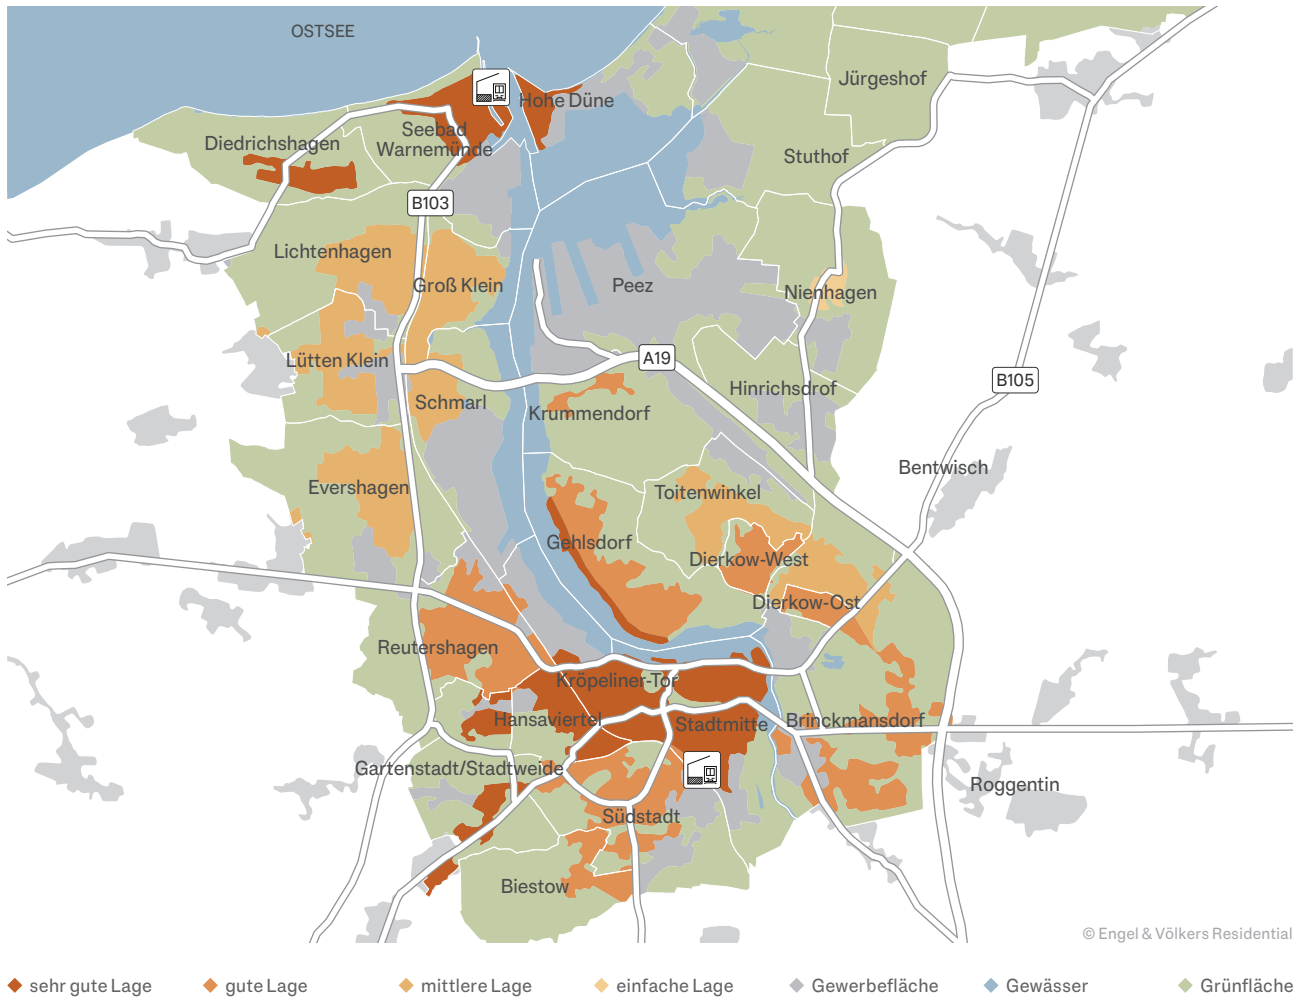 OSTSEE
Jürgeshof
Hohe Düne
Seebad
Warnemünde
Diedrichshagen
Stuthof
B103
Lichtenhagen
Groß Klein
Peez
Nienhagen
Lütten Klein
A19
B105
Hinrichsdrof
Schmarl
Krummendorf
Bentwisch
Evershagen
Toitenwinkel
Gehlsdorf
Dierkow-West
Dierkow-Ost
Reutershagen
Kröpeliner-Tor
Hansaviertel
Stadtmitte
Brinckmansdorf
Gartenstadt/Stadtweide
Roggentin
Südstadt
Biestow
© Engel & Völkers Residential
sehr gute Lage
gute Lage
mittlere Lage
einfache Lage
Gewerbefläche
Gewässer
Grünfläche